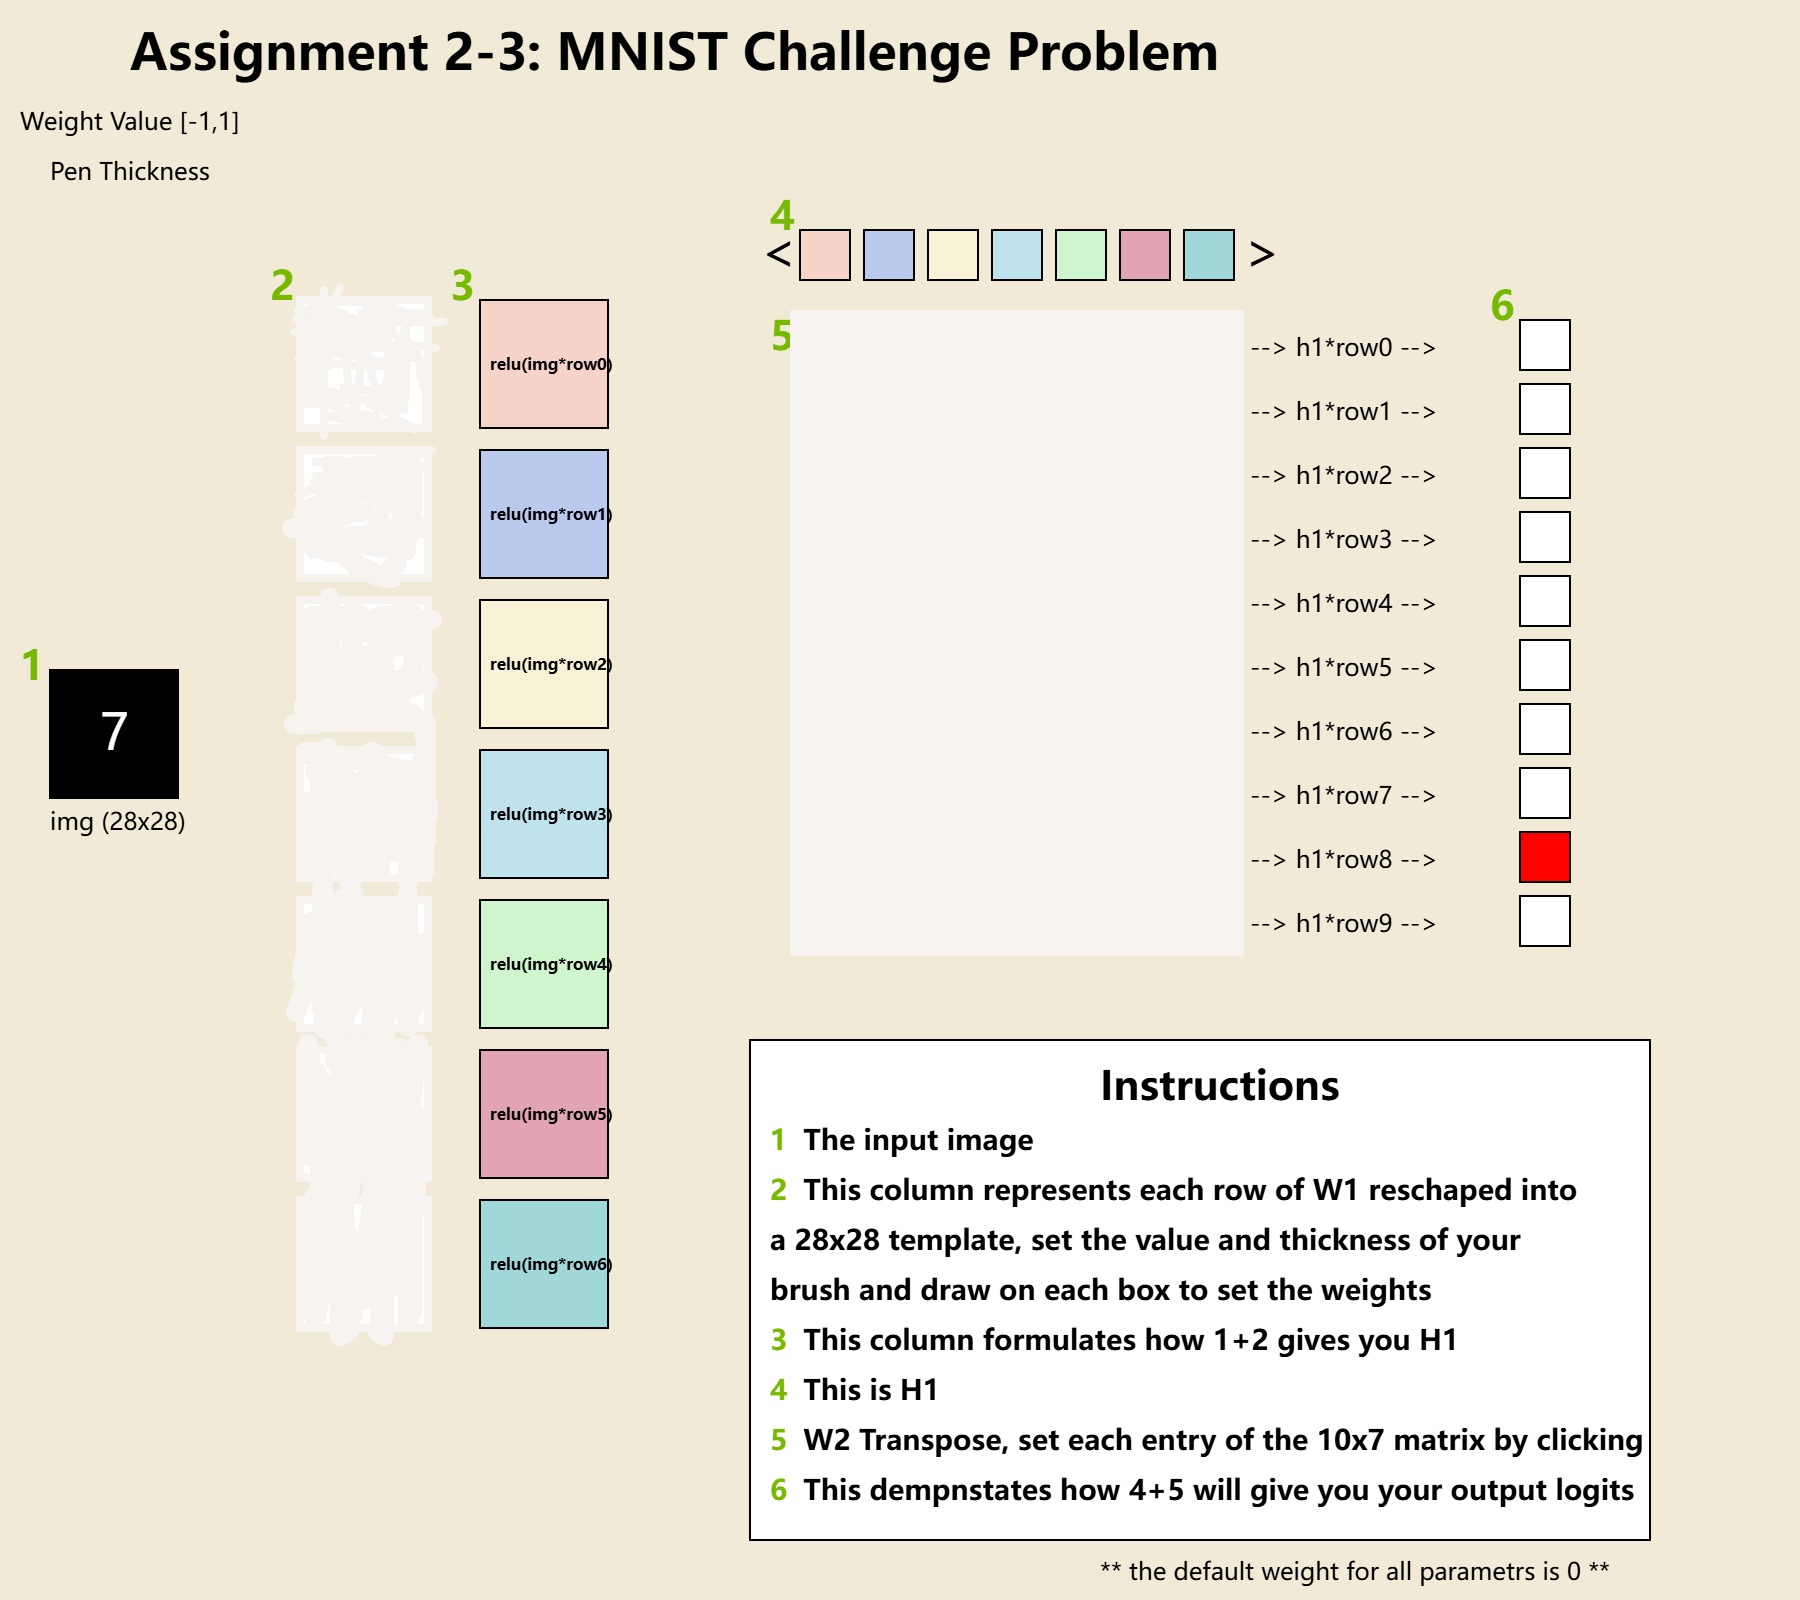 Assignment 2-3: MNIST Challenge Problem
Weight Value [-1,1]
Pen Thickness
4
< >
2 3
5 6
relu(img*row0)
relu(img*row1)
relu(img*row2)
relu(img*row3)
relu(img*row4)
relu(img*row5)
relu(img*row6)
1
7
img (28x28)
--> h1*row0 -->
--> h1*row1 -->
--> h1*row2 -->
--> h1*row3 -->
--> h1*row4 -->
--> h1*row5 -->
--> h1*row6 -->
--> h1*row7 -->
--> h1*row8 -->
--> h1*row9 -->
Instructions
1 The input image
2 This column represents each row of W1 reschaped into
a 28x28 template, set the value and thickness of your
brush and draw on each box to set the weights
3 This column formulates how 1+2 gives you H1
4 This is H1
5 W2 Transpose, set each entry of the 10x7 matrix by clicking
6 This dempnstates how 4+5 will give you your output logits
** the default weight for all parametrs is 0 **